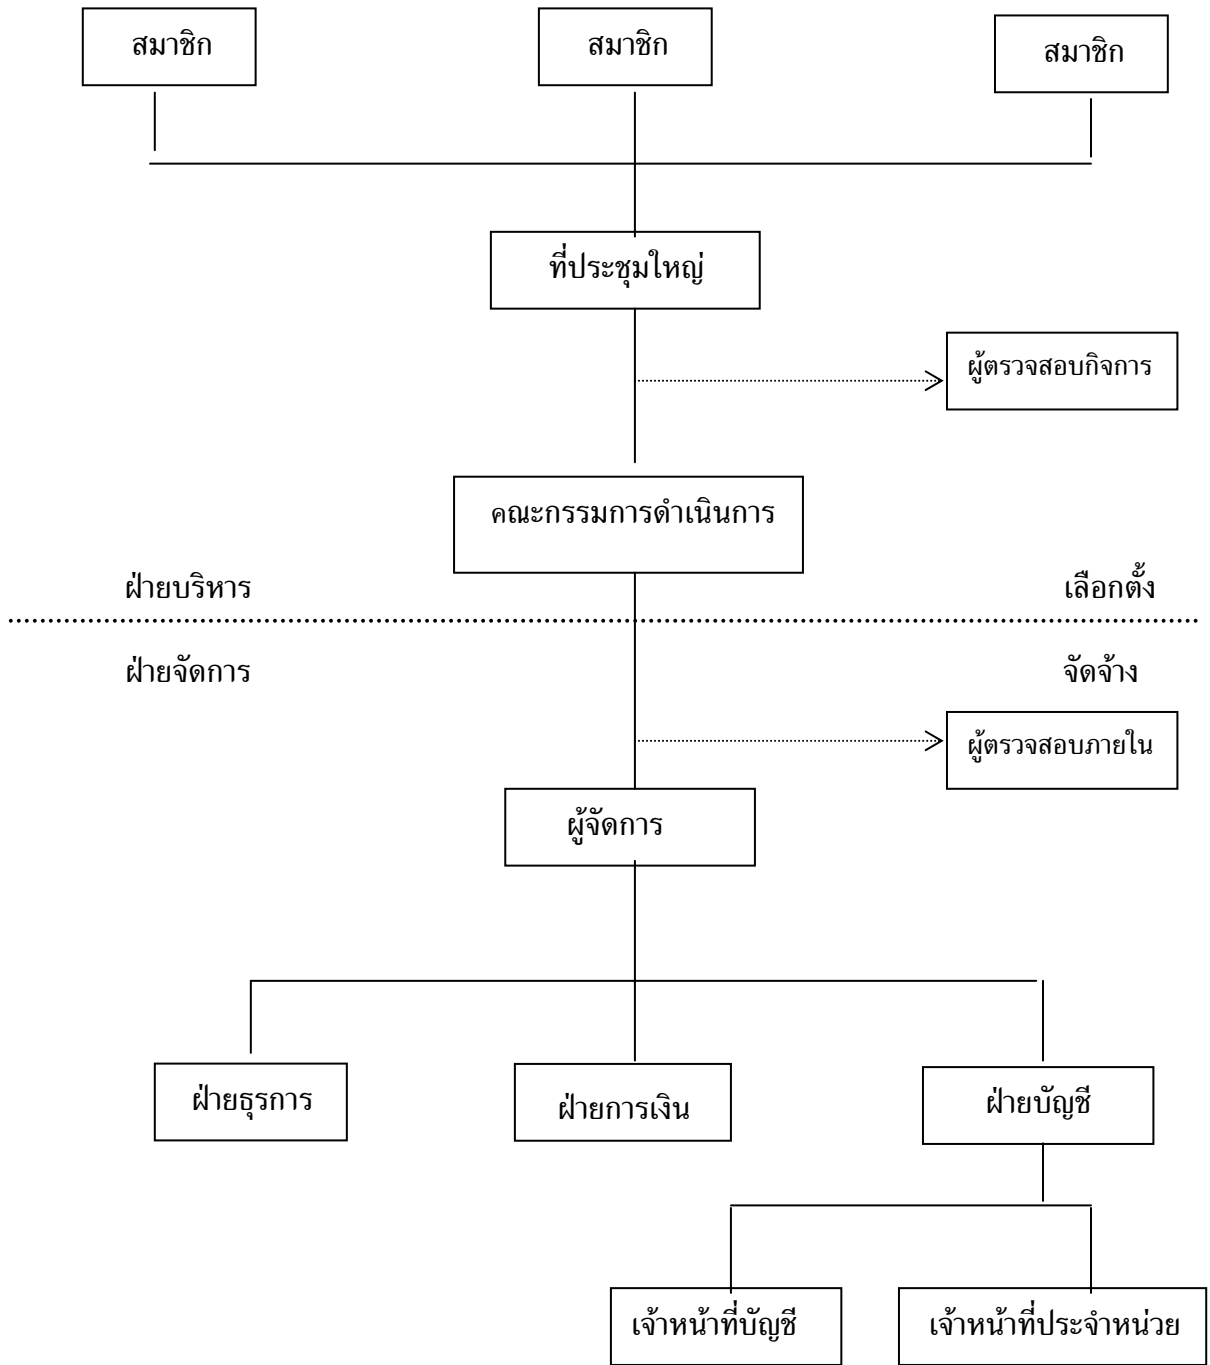 สมาชิก
สมาชิก
สมาชิก
ที่ประชุมใหญ่
ผู้ตรวจสอบกิจการ
คณะกรรมการดำเนินการ
ฝ่ายบริหาร
เลือกตั้ง
ฝ่ายจัดการ
จัดจ้าง
ผู้ตรวจสอบภายใน
ผู้จัดการ
ฝ่ายธุรการ
ฝ่ายการเงิน
ฝ่ายบัญชี
เจ้าหน้าที่บัญชี
เจ้าหน้าที่ประจำหน่วย